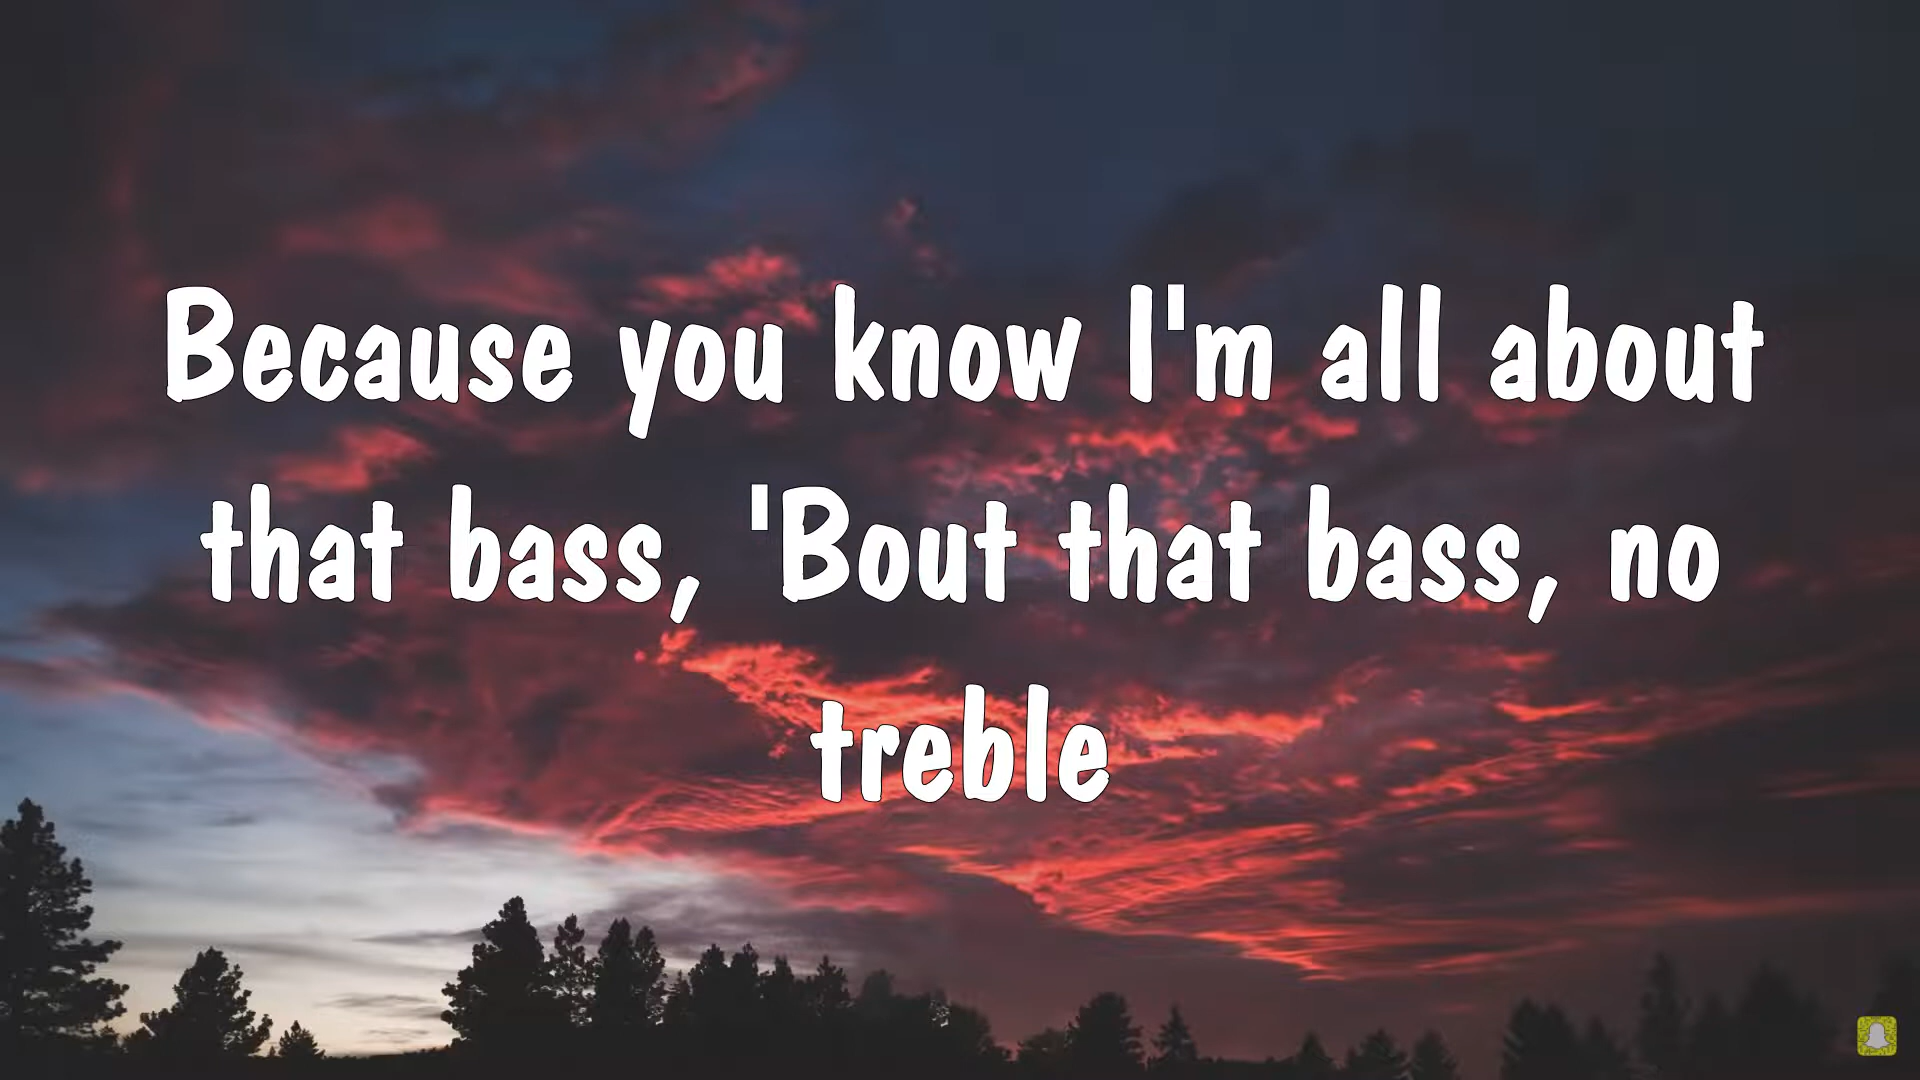 Because you know I'm all about
that bass, 'Bout that bass, no
treble